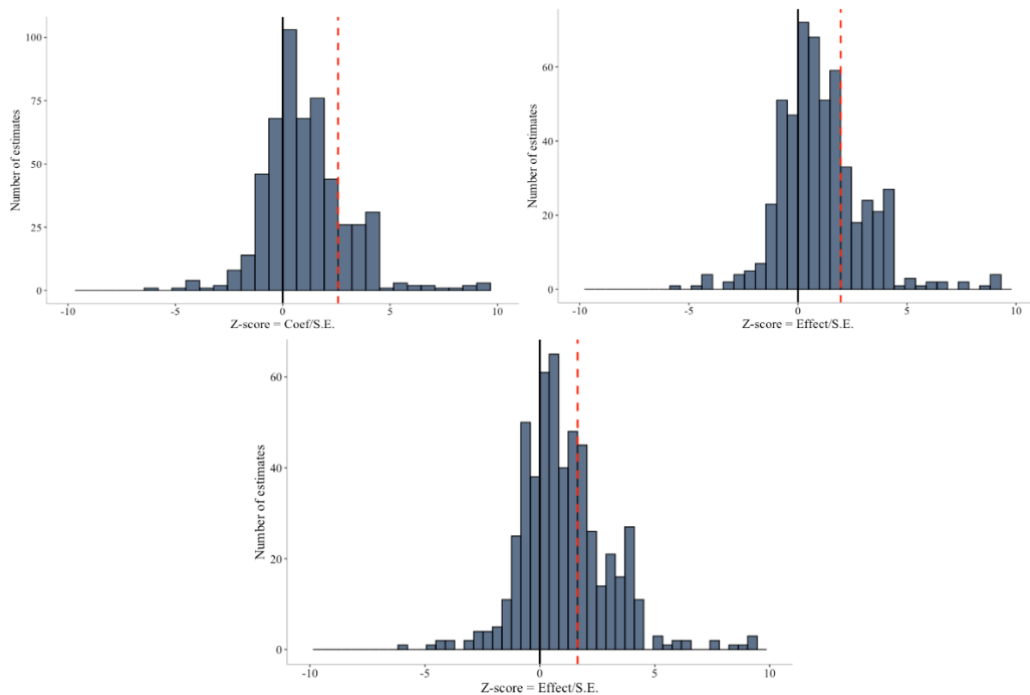 100
75
50
25
0
Number of estimates
-10 -5 0 5 10
Z-score = Coef/S.E.
60
40
20
0
Number of estimates
-10 -5 0 5 10
Z-score = Effect/S.E.
60
40
20
0
Number of estimates
-10 -5 0 5 10
Z-score = Effect/S.E.